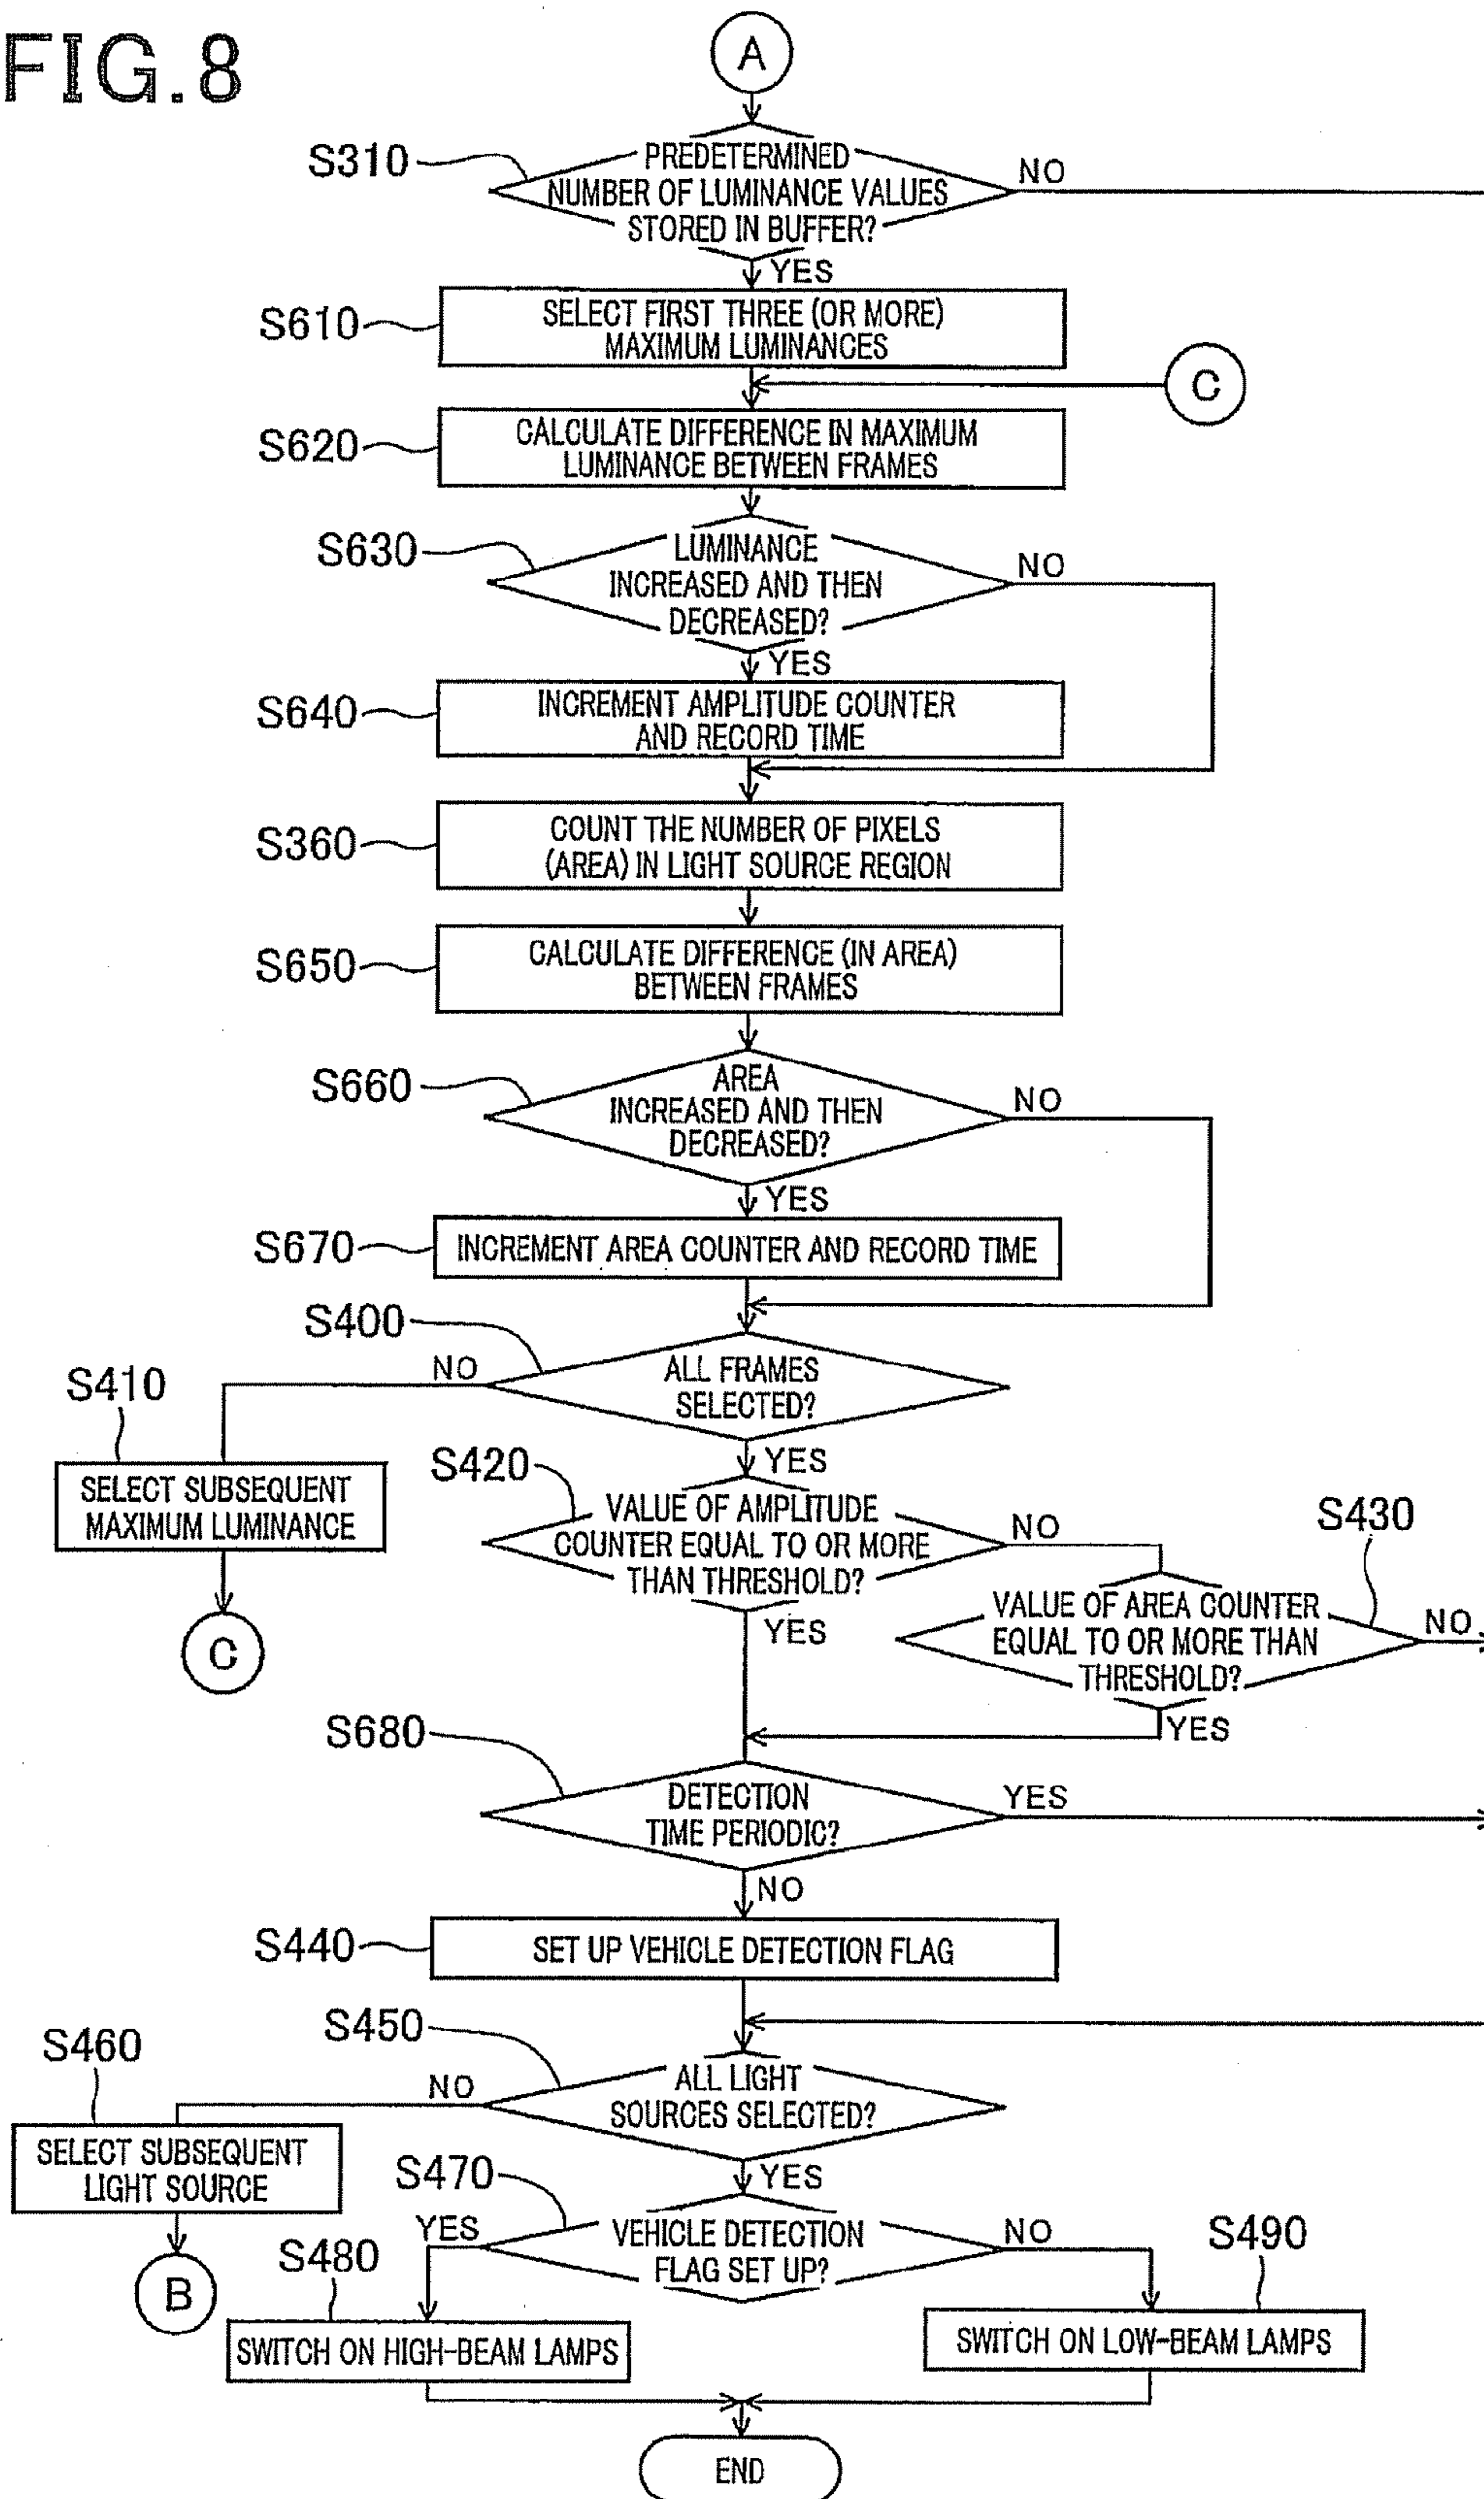 FIG.8
A
S310
PREDETERMINED
NUMBER OF LUMINANCE VALUES
STORED IN BUFFER?
NO
YES
S610
SELECT FIRST THREE (OR MORE)
MAXIMUM LUMINANCES
C
S620
CALCULATE DIFFERENCE IN MAXIMUM
LUMINANCE BETWEEN FRAMES
S630
LUMINANCE
INCREASED AND THEN
DECREASED?
NO
YES
S640
INCREMENT AMPLITUDE COUNTER
AND RECORD TIME
S360
COUNT THE NUMBER OF PIXELS
(AREA) IN LIGHT SOURCE REGION
S650
CALCULATE DIFFERENCE (IN AREA)
BETWEEN FRAMES
S660
AREA
INCREASED AND THEN
DECREASED?
NO
YES
S670
INCREMENT AREA COUNTER AND RECORD TIME
S400
ALL FRAMES
SELECTED?
NO
YES
S410
SELECT SUBSEQUENT
MAXIMUM LUMINANCE
C
S420
VALUE OF AMPLITUDE
COUNTER EQUAL TO OR MORE
THAN THRESHOLD?
NO
YES
S430
VALUE OF AREA COUNTER
EQUAL TO OR MORE THAN
THRESHOLD?
NO
YES
S680
DETECTION
TIME PERIODIC?
YES
NO
S440
SET UP VEHICLE DETECTION FLAG
S450
ALL LIGHT
SOURCES SELECTED?
NO
YES
S460
SELECT SUBSEQUENT
LIGHT SOURCE
B
S470
VEHICLE DETECTION
FLAG SET UP?
YES
NO
S480
SWITCH ON HIGH-BEAM LAMPS
S490
SWITCH ON LOW-BEAM LAMPS
END